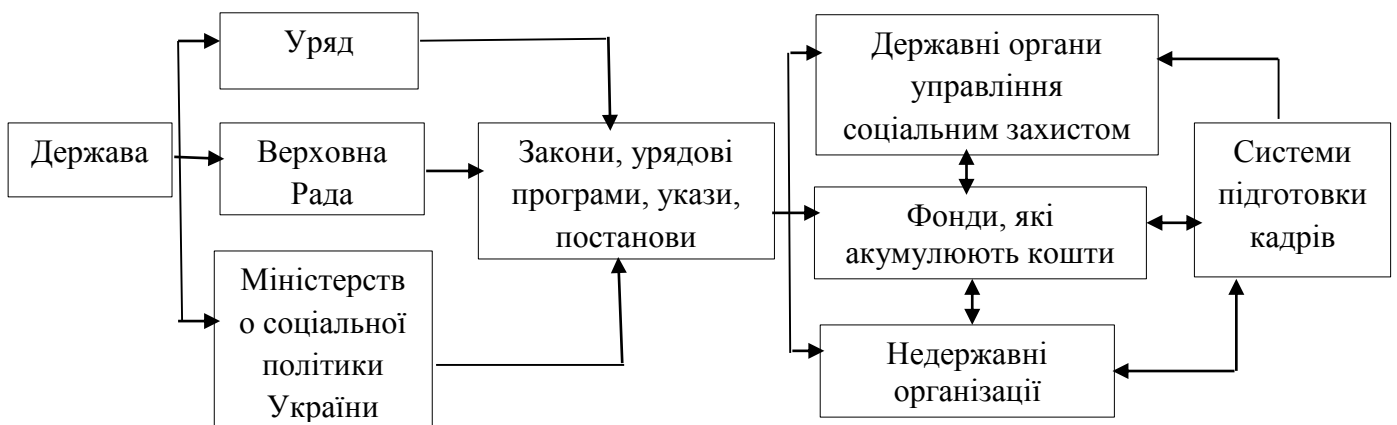 Держава
Уряд
Верховна
Рада
Міністерств
о соціальної
політики
України
Закони, урядові
програми, укази,
постанови
Державні органи
управління
соціальним захистом
Фонди, які
акумулюють кошти
Недержавні
організації
Системи
підготовки
кадрів